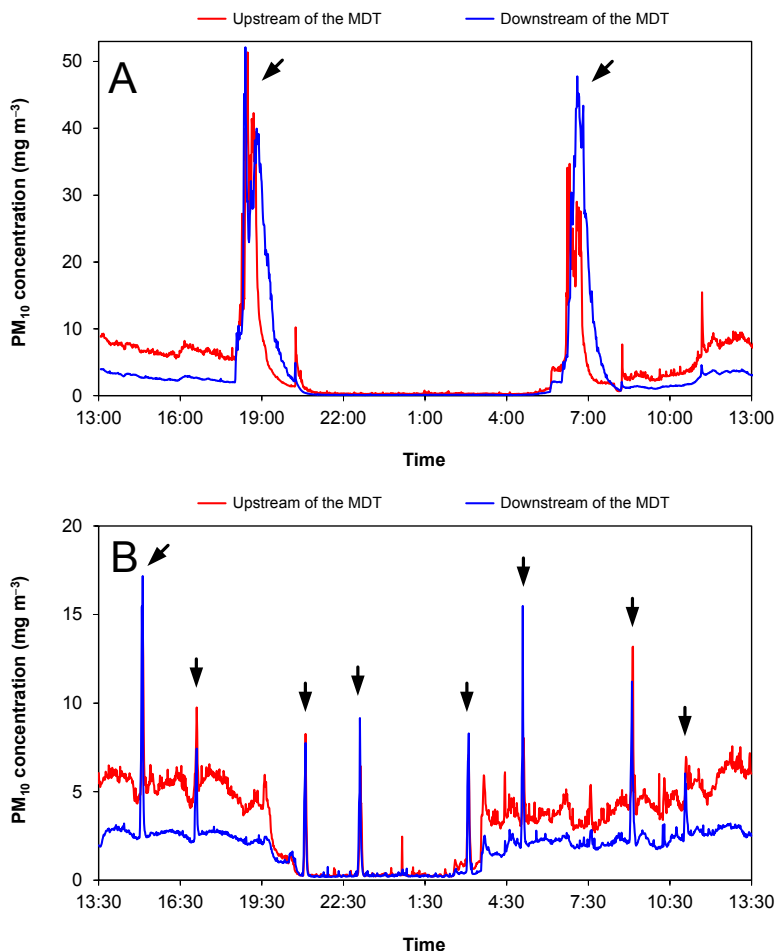 Upstream of the MDT Downstream of the MDT
A
PM₁₀ concentration (mg m⁻³)
50
40
30
20
10
0
13:00 16:00 19:00 22:00 1:00 4:00 7:00 10:00 13:00
Time
Upstream of the MDT Downstream of the MDT
B
PM₁₀ concentration (mg m⁻³)
20
15
10
5
0
13:30 16:30 19:30 22:30 1:30 4:30 7:30 10:30 13:30
Time